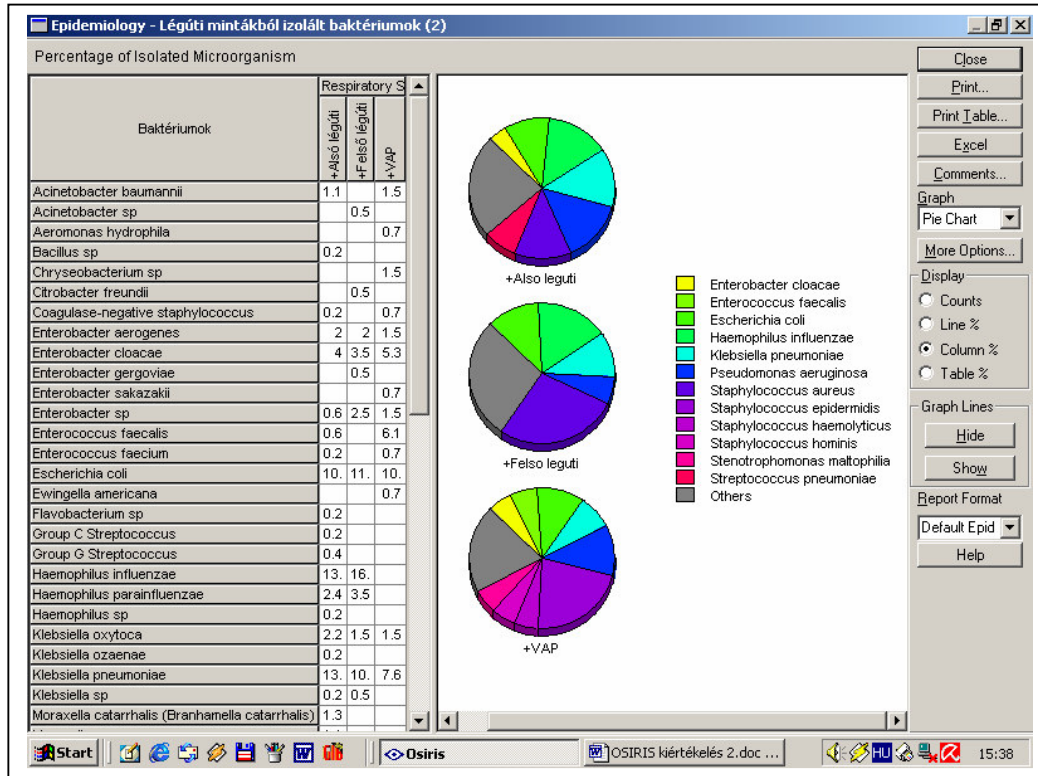 Epidemiology - Légúti mintákból izolált baktériumok (2)
Percentage of Isolated Microorganism
Respiratory S
Baktériumok
+Alsó légúti
+Felső légúti
+VAP
Acinetobacter baumannii 1.1 1.5
Acinetobacter sp 0.5
Aeromonas hydrophila 0.7
Bacillus sp 0.2
Chryseobacterium sp 1.5
Citrobacter freundii 0.5
Coagulase-negative staphylococcus 0.2 0.7
Enterobacter aerogenes 2 2 1.5
Enterobacter cloacae 4 3.5 5.3
Enterobacter gergoviae 0.5
Enterobacter sakazakii 0.7
Enterobacter sp 0.6 2.5 1.5
Enterococcus faecalis 0.6 6.1
Enterococcus faecium 0.2 0.7
Escherichia coli 10. 11. 10.
Ewingella americana 0.7
Flavobacterium sp 0.2
Group C Streptococcus 0.2
Group G Streptococcus 0.4
Haemophilus influenzae 13. 16.
Haemophilus parainfluenzae 2.4 3.5
Haemophilus sp 0.2
Klebsiella oxytoca 2.2 1.5 1.5
Klebsiella ozaenae 0.2
Klebsiella pneumoniae 13. 10. 7.6
Klebsiella sp 0.2 0.5
Moraxella catarrhalis (Branhamella catarrhalis) 1.3
+Also leguti
+Felso leguti
+VAP
Enterobacter cloacae
Enterococcus faecalis
Escherichia coli
Haemophilus influenzae
Klebsiella pneumoniae
Pseudomonas aeruginosa
Staphylococcus aureus
Staphylococcus epidermidis
Staphylococcus haemolyticus
Staphylococcus hominis
Stenotrophomonas maltophilia
Streptococcus pneumoniae
Others
Close
Print...
Print Table...
Excel
Comments...
Graph
Pie Chart
More Options...
Display
Counts
Line %
Column %
Table %
Graph Lines
Hide
Show
Report Format
Default Epid
Help
Start
Osiris
OSIRIS kiértékelés 2.doc ...
HU
15:38